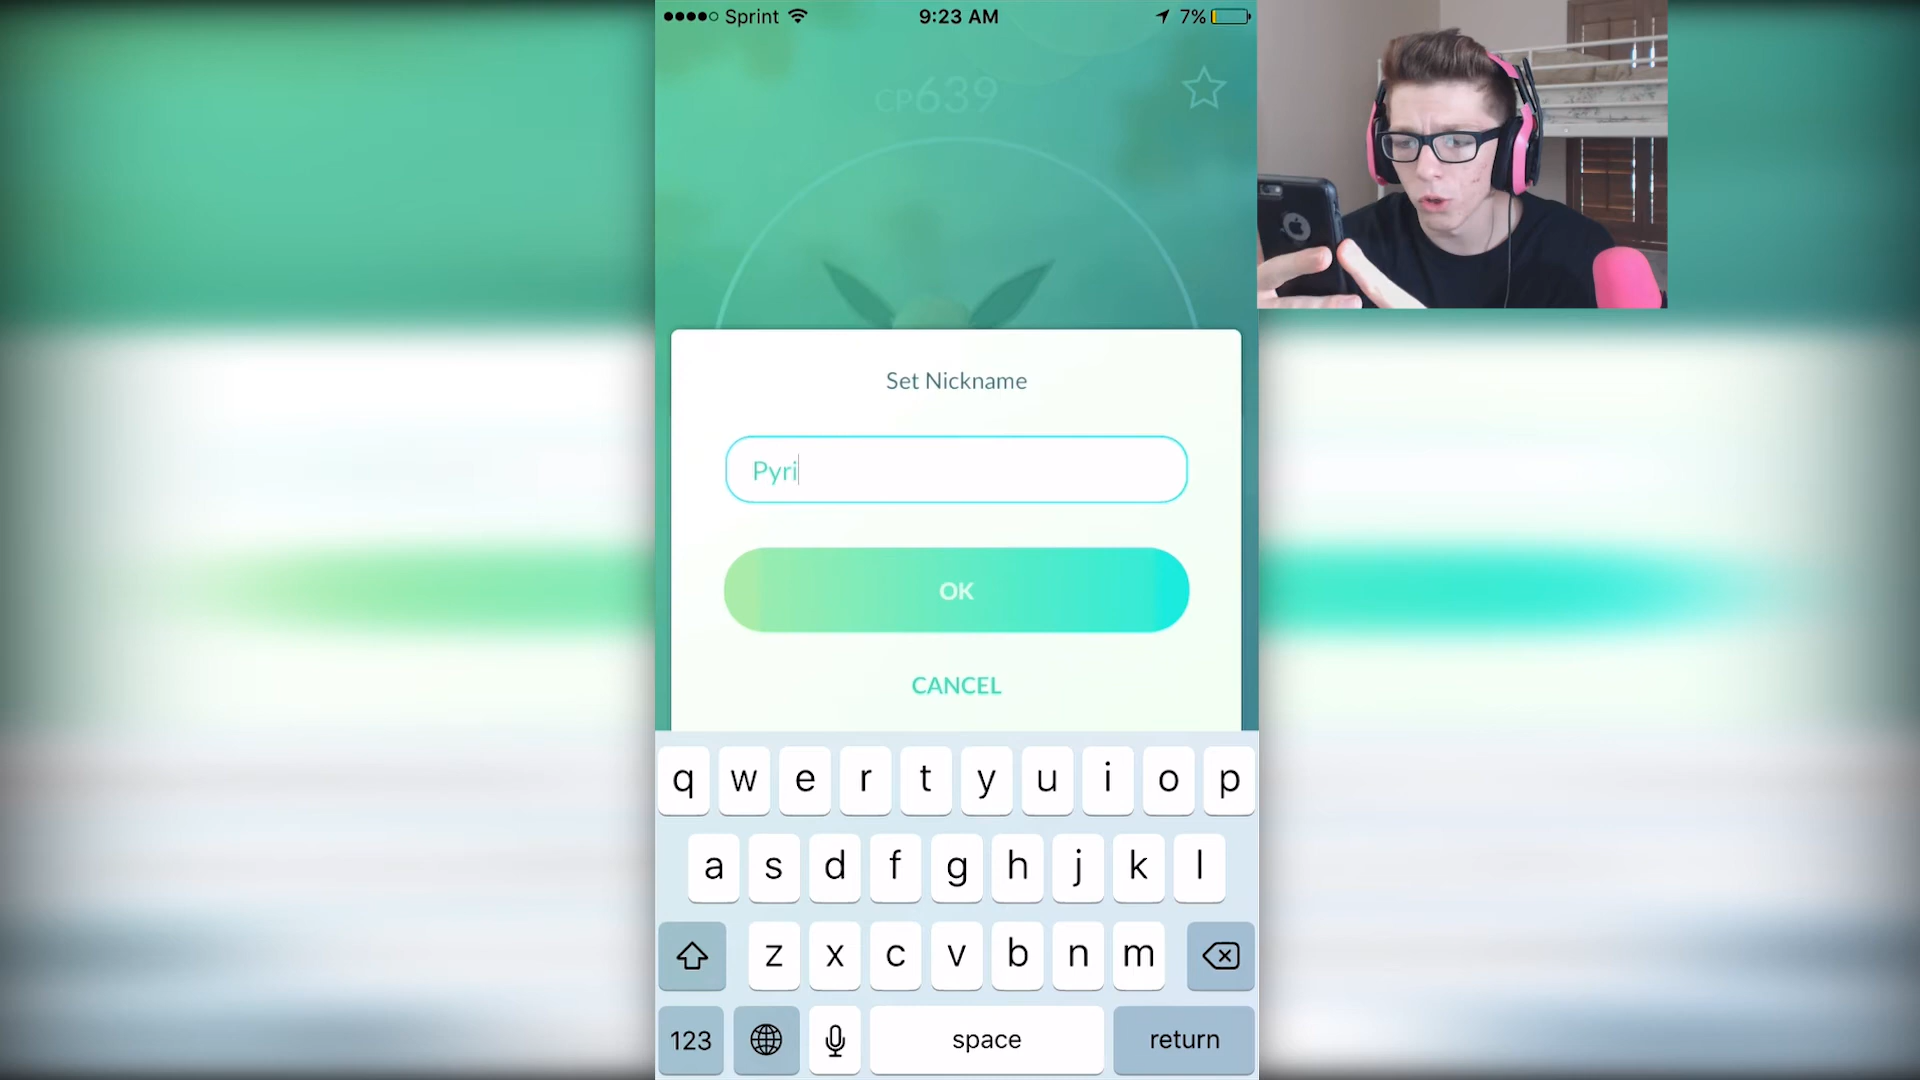 Sprint 9:23 AM 7%
CP639
Set Nickname
Pyri
OK
CANCEL
q w e r t y u i o p
a s d f g h j k l
z x c v b n m
123 space return